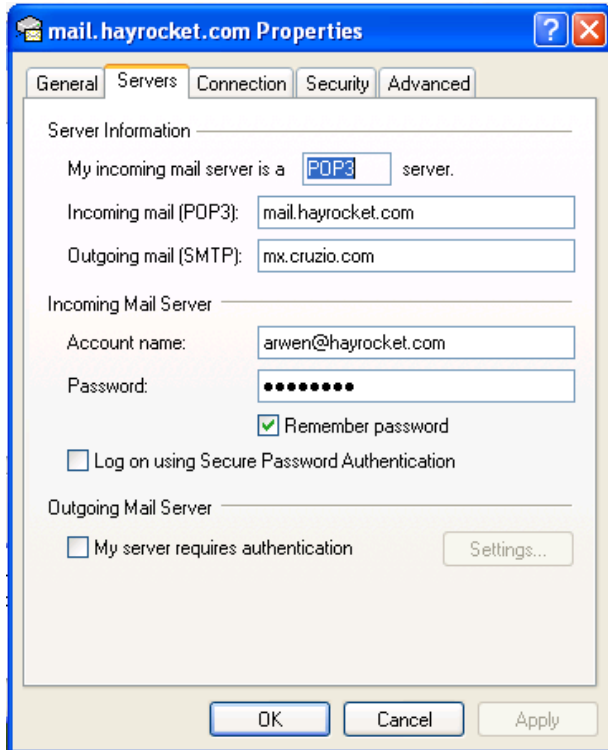 mail.hayrocket.com Properties
General Servers Connection Security Advanced
Server Information
My incoming mail server is a POP3 server.
Incoming mail (POP3): mail.hayrocket.com
Outgoing mail (SMTP): mx.cruzio.com
Incoming Mail Server
Account name: arwen@hayrocket.com
Password: ●●●●●●●●
Remember password
Log on using Secure Password Authentication
Outgoing Mail Server
My server requires authentication Settings...
OK Cancel Apply